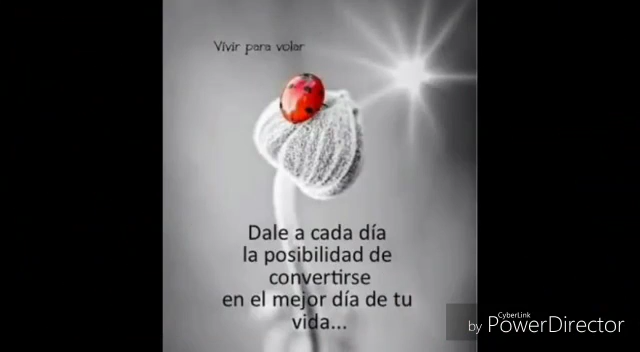 Vivir para volar
Dale a cada día
la posibilidad de
convertirse
en el mejor día de tu
vida...
CyberLink
by PowerDirector